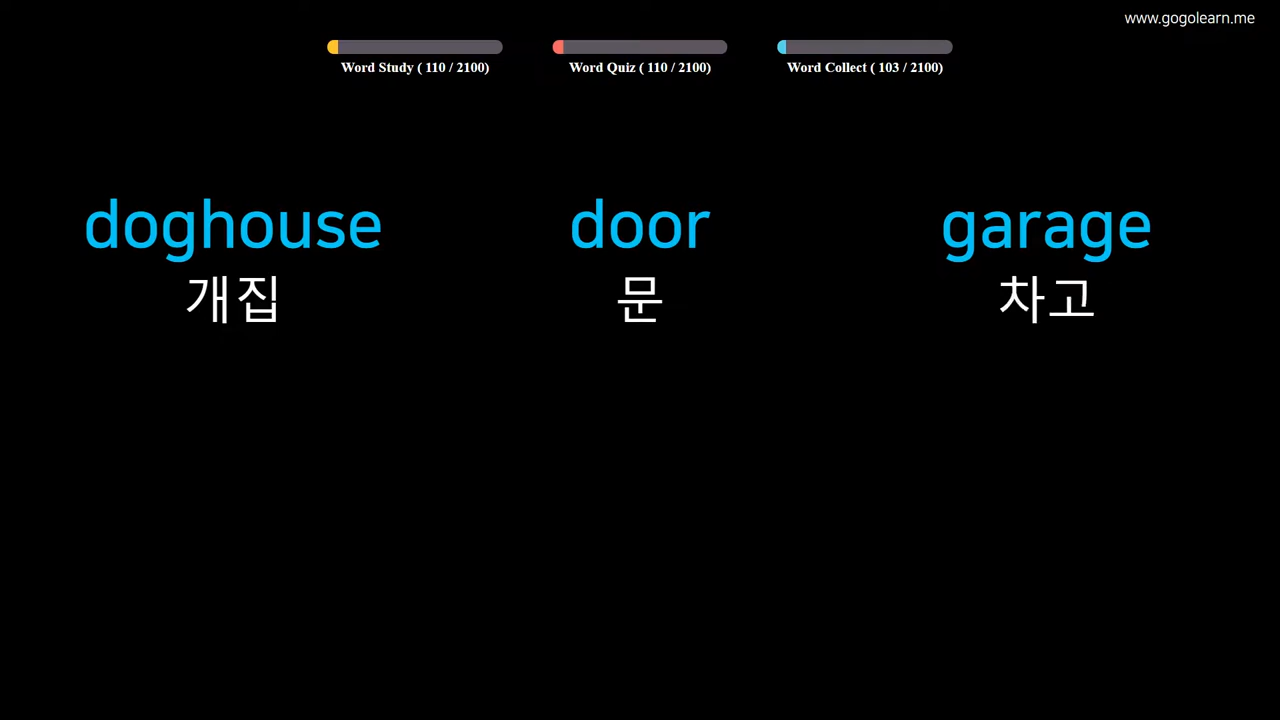 www.gogolearn.me
Word Study ( 110 / 2100)
Word Quiz ( 110 / 2100)
Word Collect ( 103 / 2100)
doghouse
개집
door
문
garage
차고